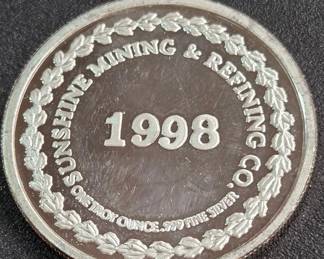 SUNSHINE MINING & REFINING CO.
1998
ONE TROY OUNCE .999 FINE SILVER